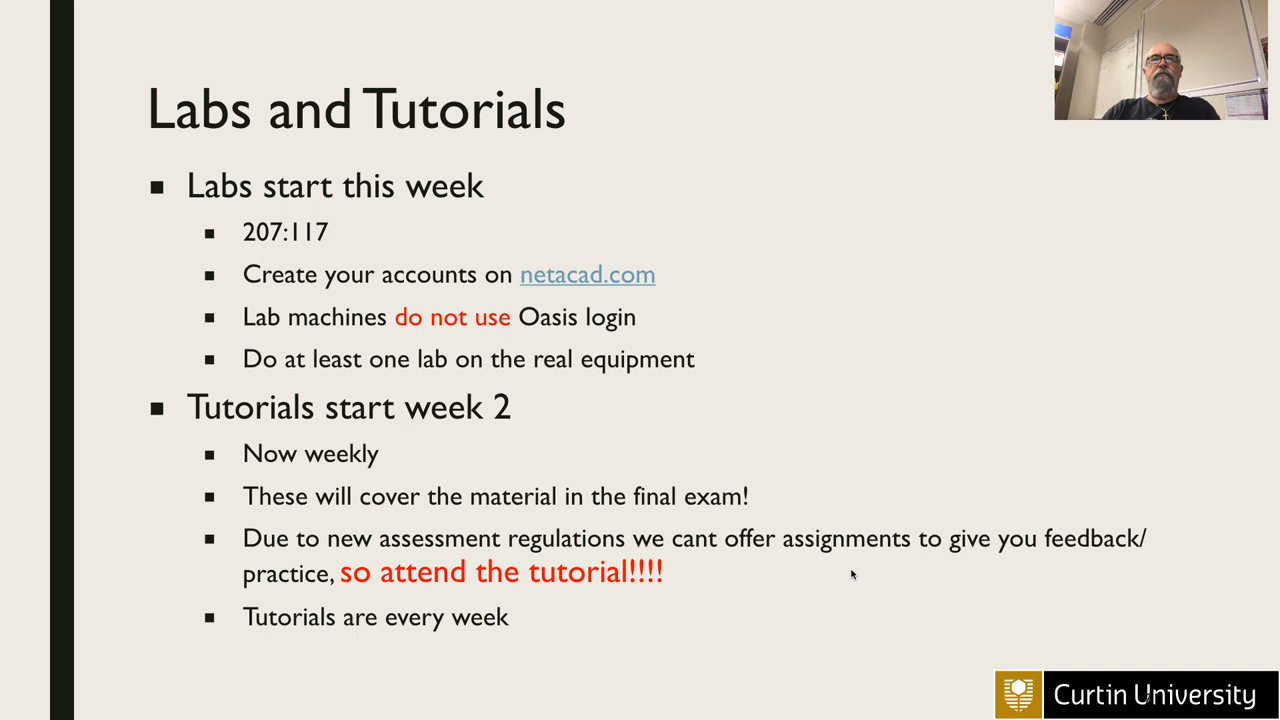 Labs and Tutorials
Labs start this week
207:117
Create your accounts on netacad.com
Lab machines do not use Oasis login
Do at least one lab on the real equipment
Tutorials start week 2
Now weekly
These will cover the material in the final exam!
Due to new assessment regulations we cant offer assignments to give you feedback/
practice, so attend the tutorial!!!!
Tutorials are every week
Curtin University